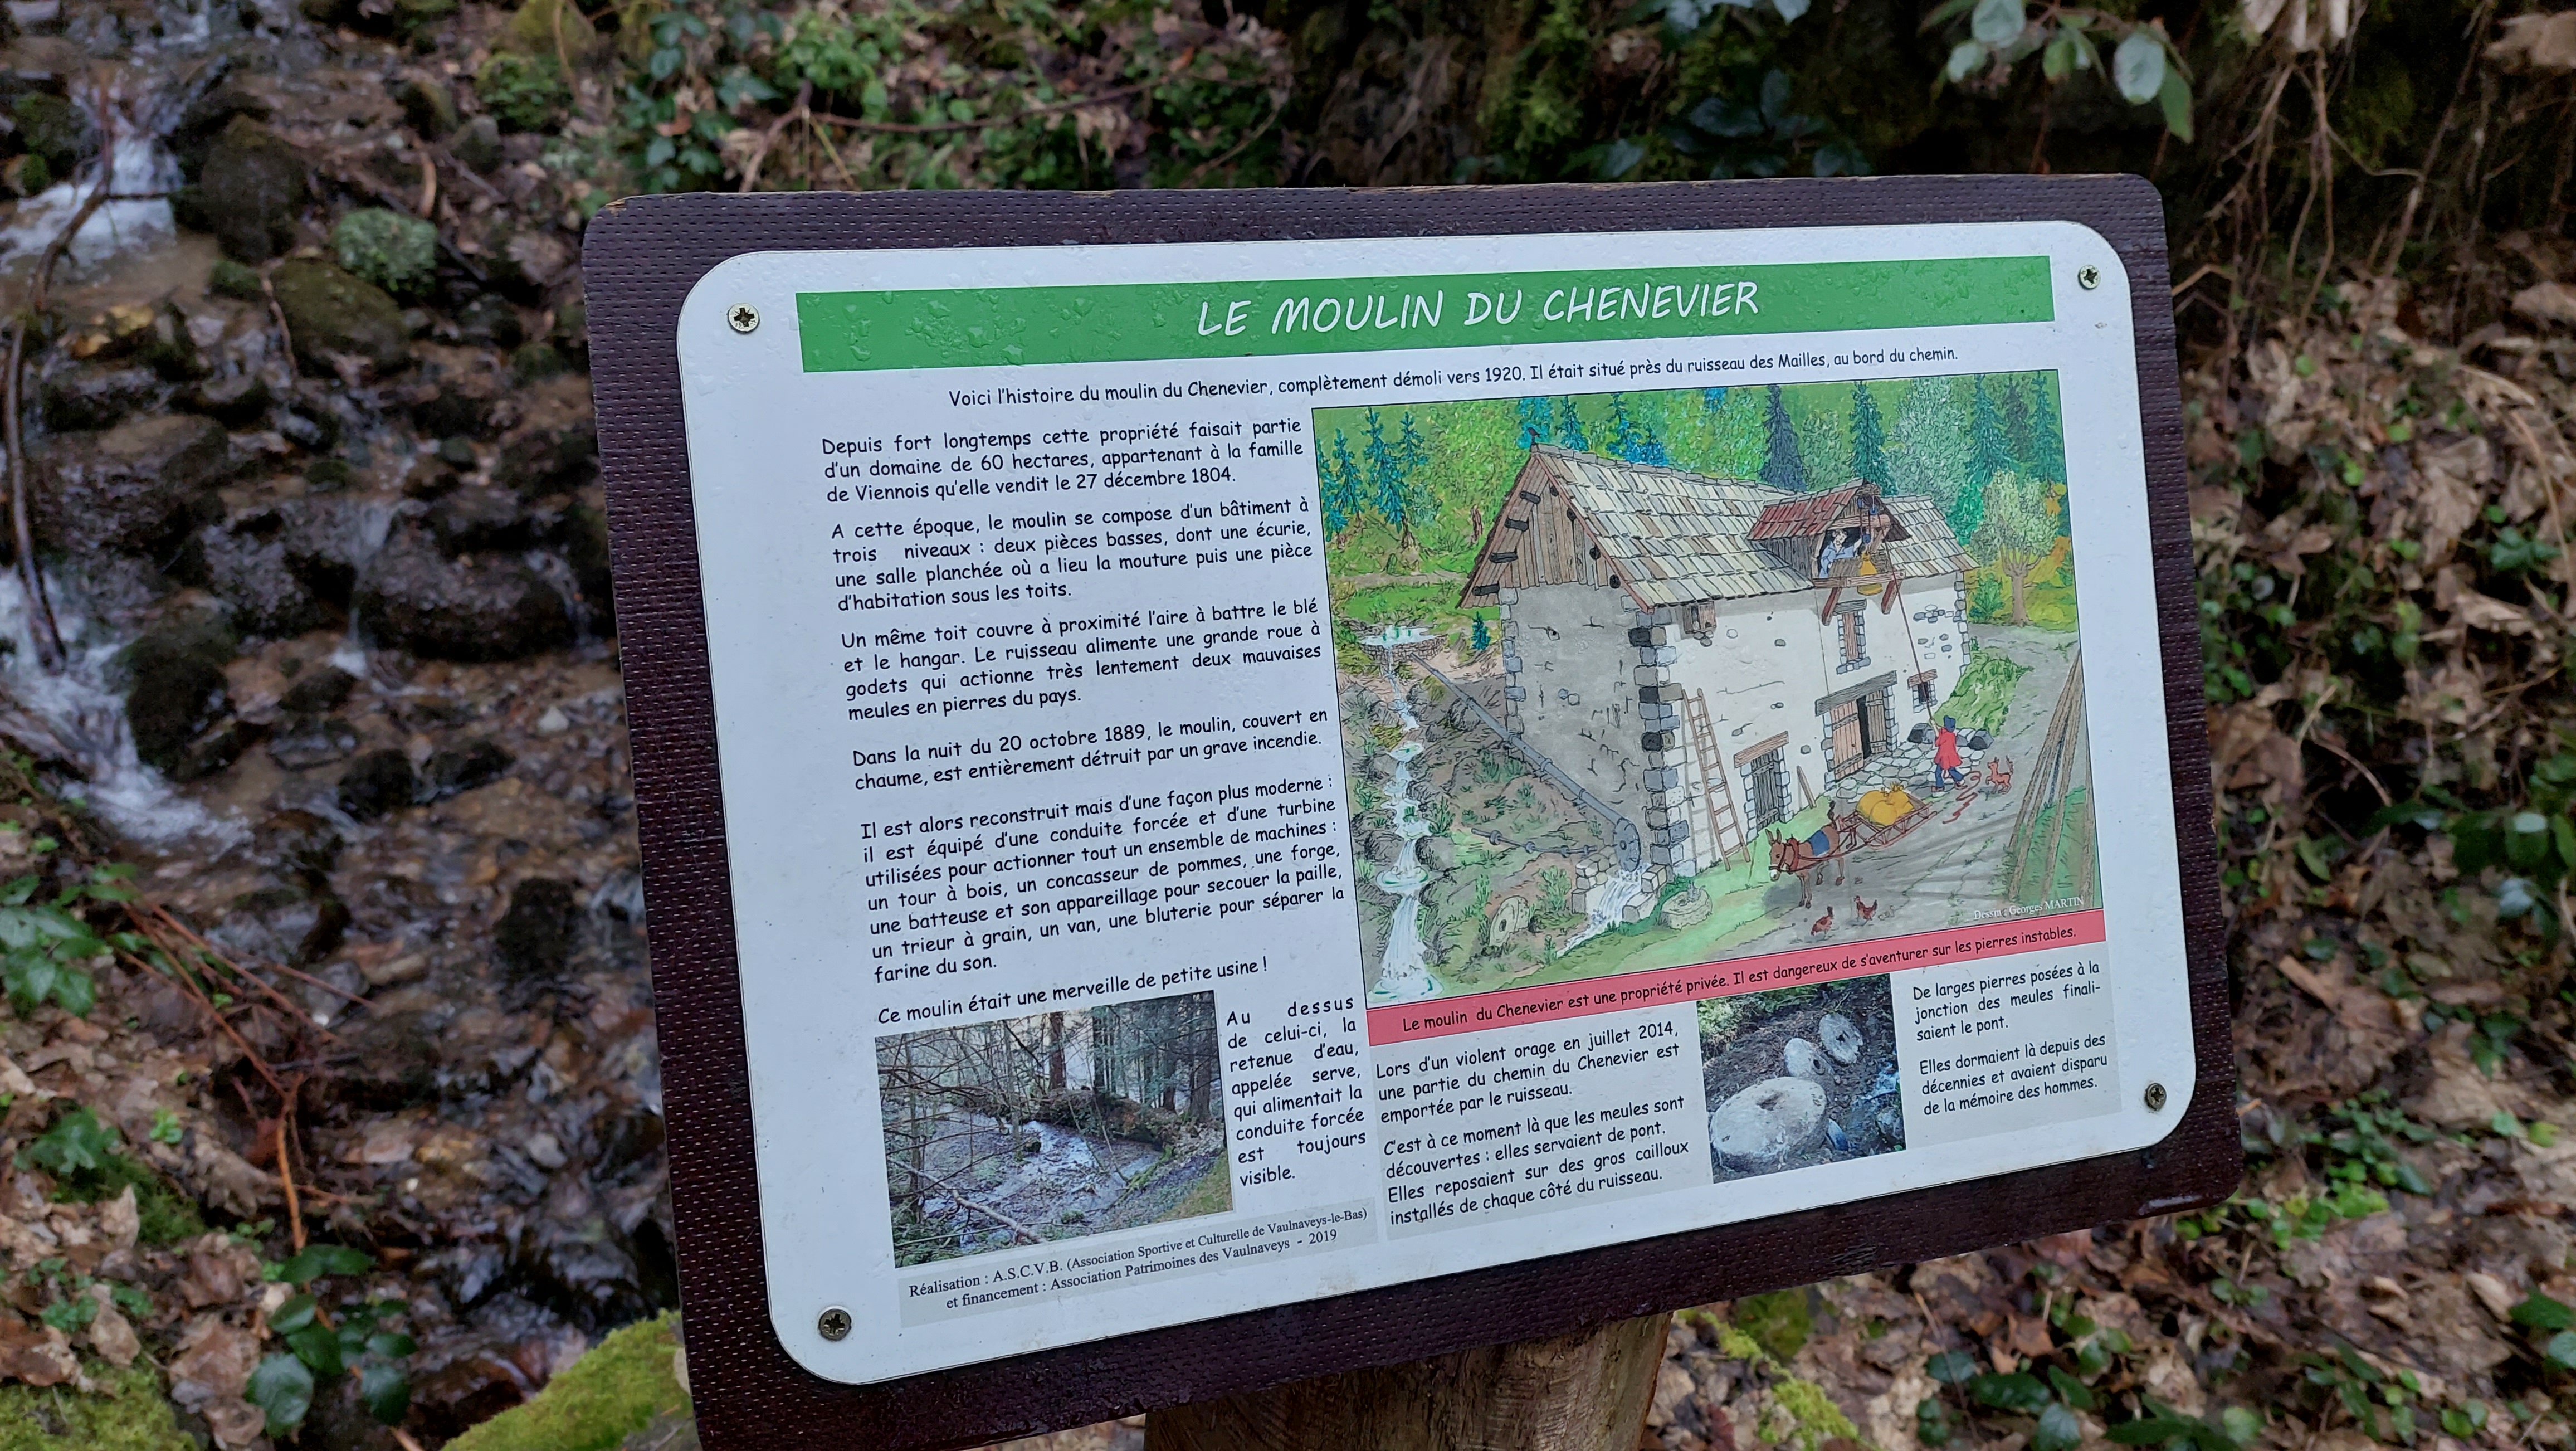 LE MOULIN DU CHENEVIER
Voici l'histoire du moulin du Chenevier, complètement démoli vers 1920. Il était situé près du ruisseau des Mailles, au bord du chemin.
Depuis fort longtemps cette propriété faisait partie
d'un domaine de 60 hectares, appartenant à la famille
de Viennois qu'elle vendit le 27 décembre 1804.
A cette époque, le moulin se compose d'un bâtiment à
trois niveaux : deux pièces basses, dont une écurie,
une salle planchée où a lieu la mouture puis une pièce
d'habitation sous les toits.
Un même toit couvre à proximité l'aire à battre le blé
et le hangar. Le ruisseau alimente une grande roue à
godets qui actionne très lentement deux mauvaises
meules en pierres du pays.
Dans la nuit du 20 octobre 1889, le moulin, couvert en
chaume, est entièrement détruit par un grave incendie.
Il est alors reconstruit mais d'une façon plus moderne :
il est équipé d'une conduite forcée et d'une turbine
utilisées pour actionner tout un ensemble de machines :
un tour à bois, un concasseur de pommes, une forge,
une batteuse et son appareillage pour secouer la paille,
un trieur à grain, un van, une bluterie pour séparer la
farine du son.
Ce moulin était une merveille de petite usine !
Au dessus
de celui-ci, la
retenue d'eau,
appelée serve,
qui alimentait la
conduite forcée
est toujours
visible.
Réalisation : A.S.C.V.B. (Association Sportive et Culturelle de Vaulnaveys-le-Bas)
et financement : Association Patrimoines des Vaulnaveys - 2019
Dessin : Georges MARTIN
Le moulin du Chenevier est une propriété privée. Il est dangereux de s'aventurer sur les pierres instables.
Lors d'un violent orage en juillet 2014,
une partie du chemin du Chenevier est
emportée par le ruisseau.
C'est à ce moment là que les meules sont
découvertes : elles servaient de pont.
Elles reposaient sur des gros cailloux
installés de chaque côté du ruisseau.
De larges pierres posées à la
jonction des meules finali-
saient le pont.
Elles dormaient là depuis des
décennies et avaient disparu
de la mémoire des hommes.